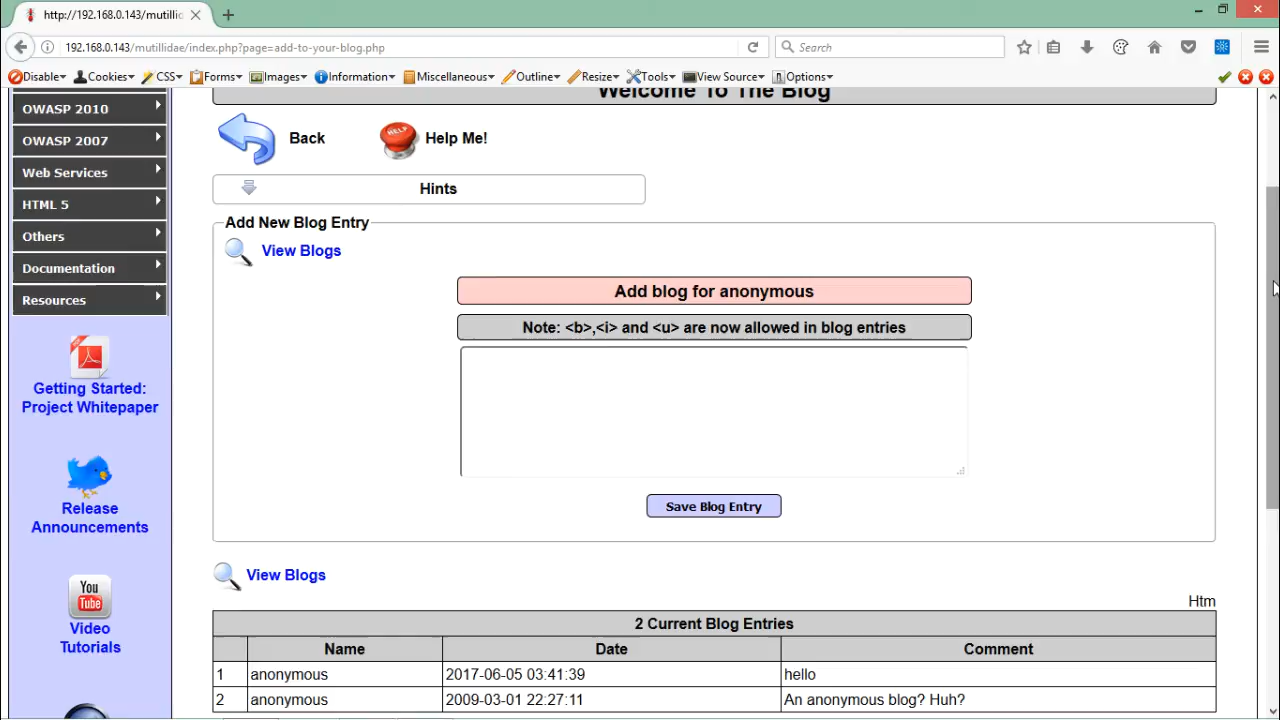 http://192.168.0.143/mutillid
192.168.0.143/mutillidae/index.php?page=add-to-your-blog.php
Search
Disable Cookies CSS Forms Images Information Miscellaneous Outline Resize Tools View Source Options
Welcome To The Blog
OWASP 2010
OWASP 2007
Web Services
HTML 5
Others
Documentation
Resources
Getting Started:
Project Whitepaper
Release
Announcements
You
Tube
Video
Tutorials
Back
HELP
Help Me!
Hints
Add New Blog Entry
View Blogs
Add blog for anonymous
Note: <b>,<i> and <u> are now allowed in blog entries
Save Blog Entry
View Blogs
Htm
2 Current Blog Entries
Name Date Comment
1 anonymous 2017-06-05 03:41:39 hello
2 anonymous 2009-03-01 22:27:11 An anonymous blog? Huh?